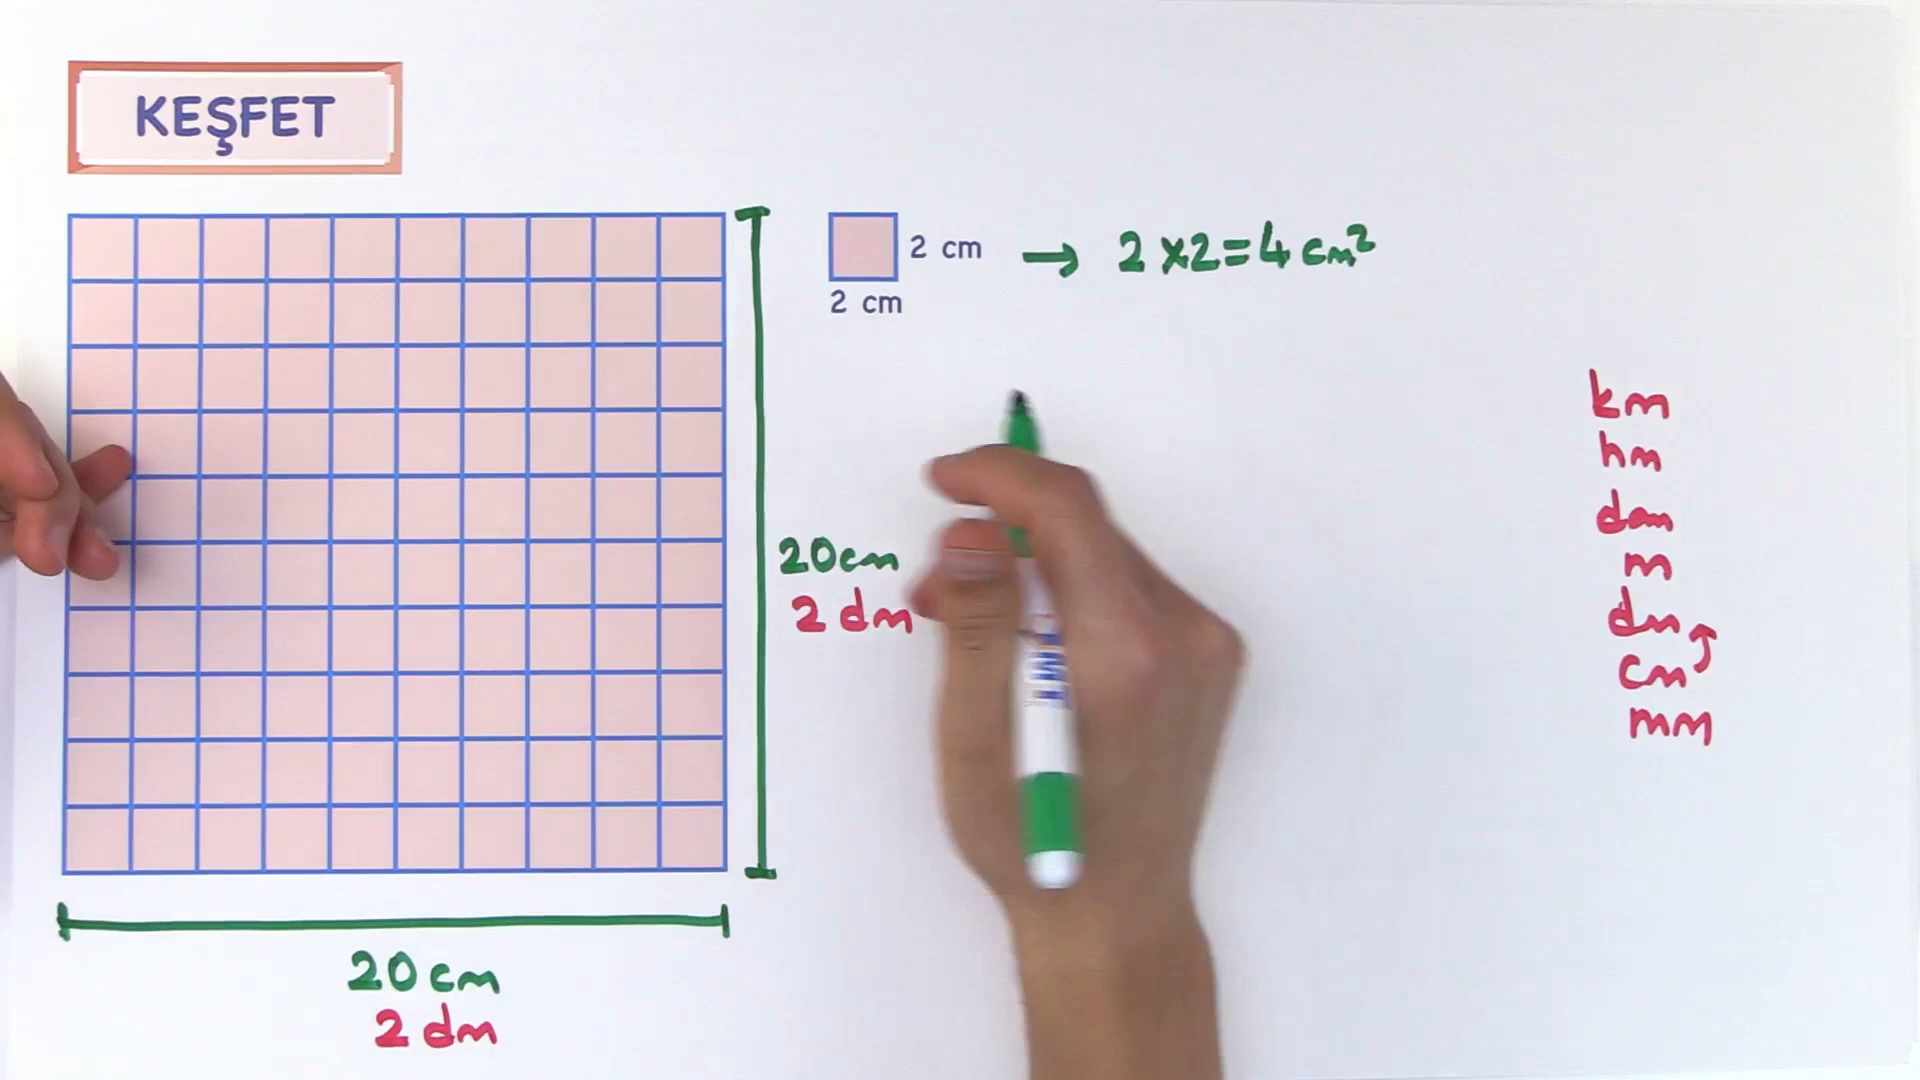 KEŞFET
2 cm
2 cm
→ 2 x2=4 cm²
20cm
2 dm
20 cm
2 dm
km
hm
dam
m
dm
cm
mm